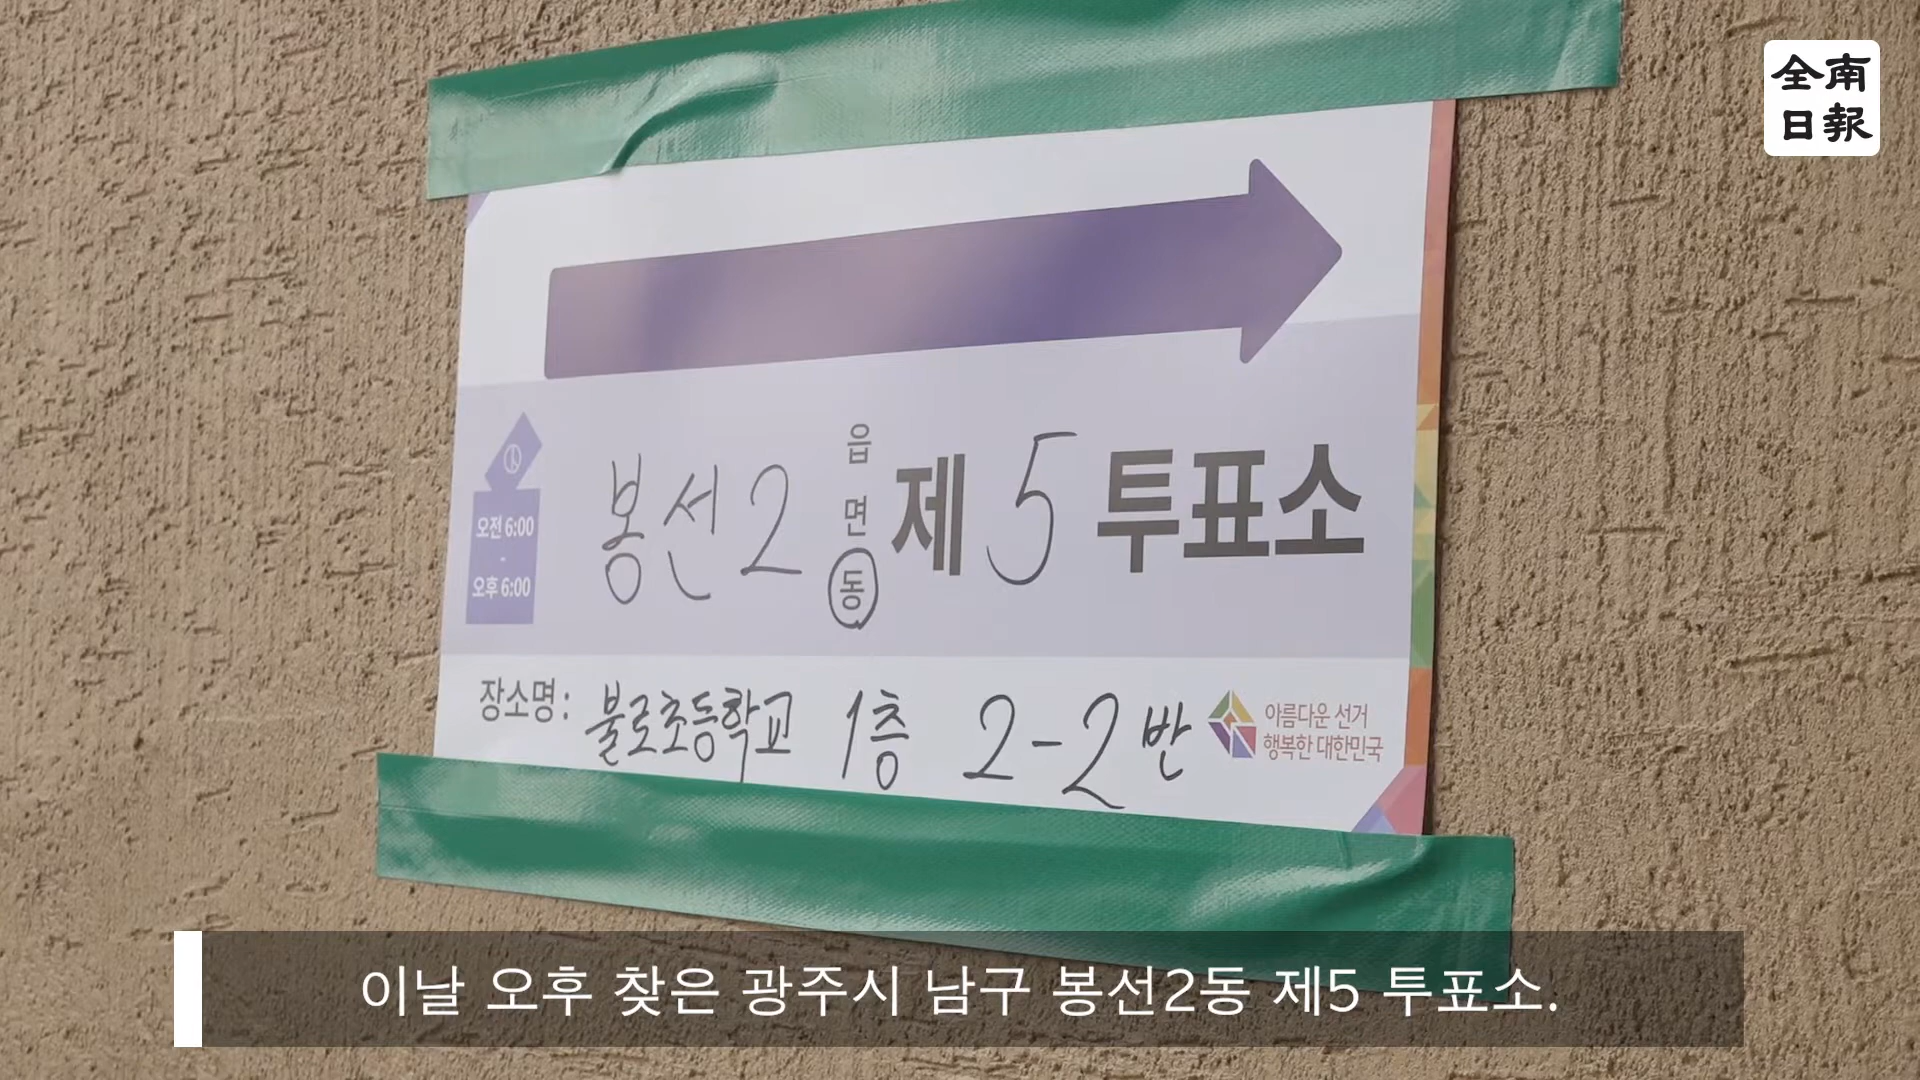 全南
日報
읍
면
동
봉선2 제5 투표소
오전 6:00
-
오후 6:00
장소명: 불로초등학교 1층 2-2반
아름다운 선거
행복한 대한민국
이날 오후 찾은 광주시 남구 봉선2동 제5 투표소.